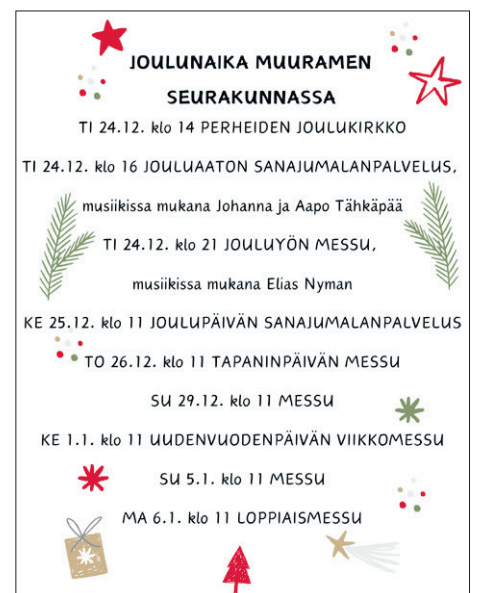 JOULUNAIKA MUURAMEN
SEURAKUNNASSA
TI 24.12. klo 14 PERHEIDEN JOULUKIRKKO
TI 24.12. klo 16 JOULUAATON SANAJUMALANPALVELUS,
musiikissa mukana Johanna ja Aapo Tähkäpää
TI 24.12. klo 21 JOULUYÖN MESSU,
musiikissa mukana Elias Nyman
KE 25.12. klo 11 JOULUPÄIVÄN SANAJUMALANPALVELUS
TO 26.12. klo 11 TAPANINPÄIVÄN MESSU
SU 29.12. klo 11 MESSU
KE 1.1. klo 11 UUDENVUODENPÄIVÄN VIIKKOMESSU
SU 5.1. klo 11 MESSU
MA 6.1. klo 11 LOPPIAISMESSU